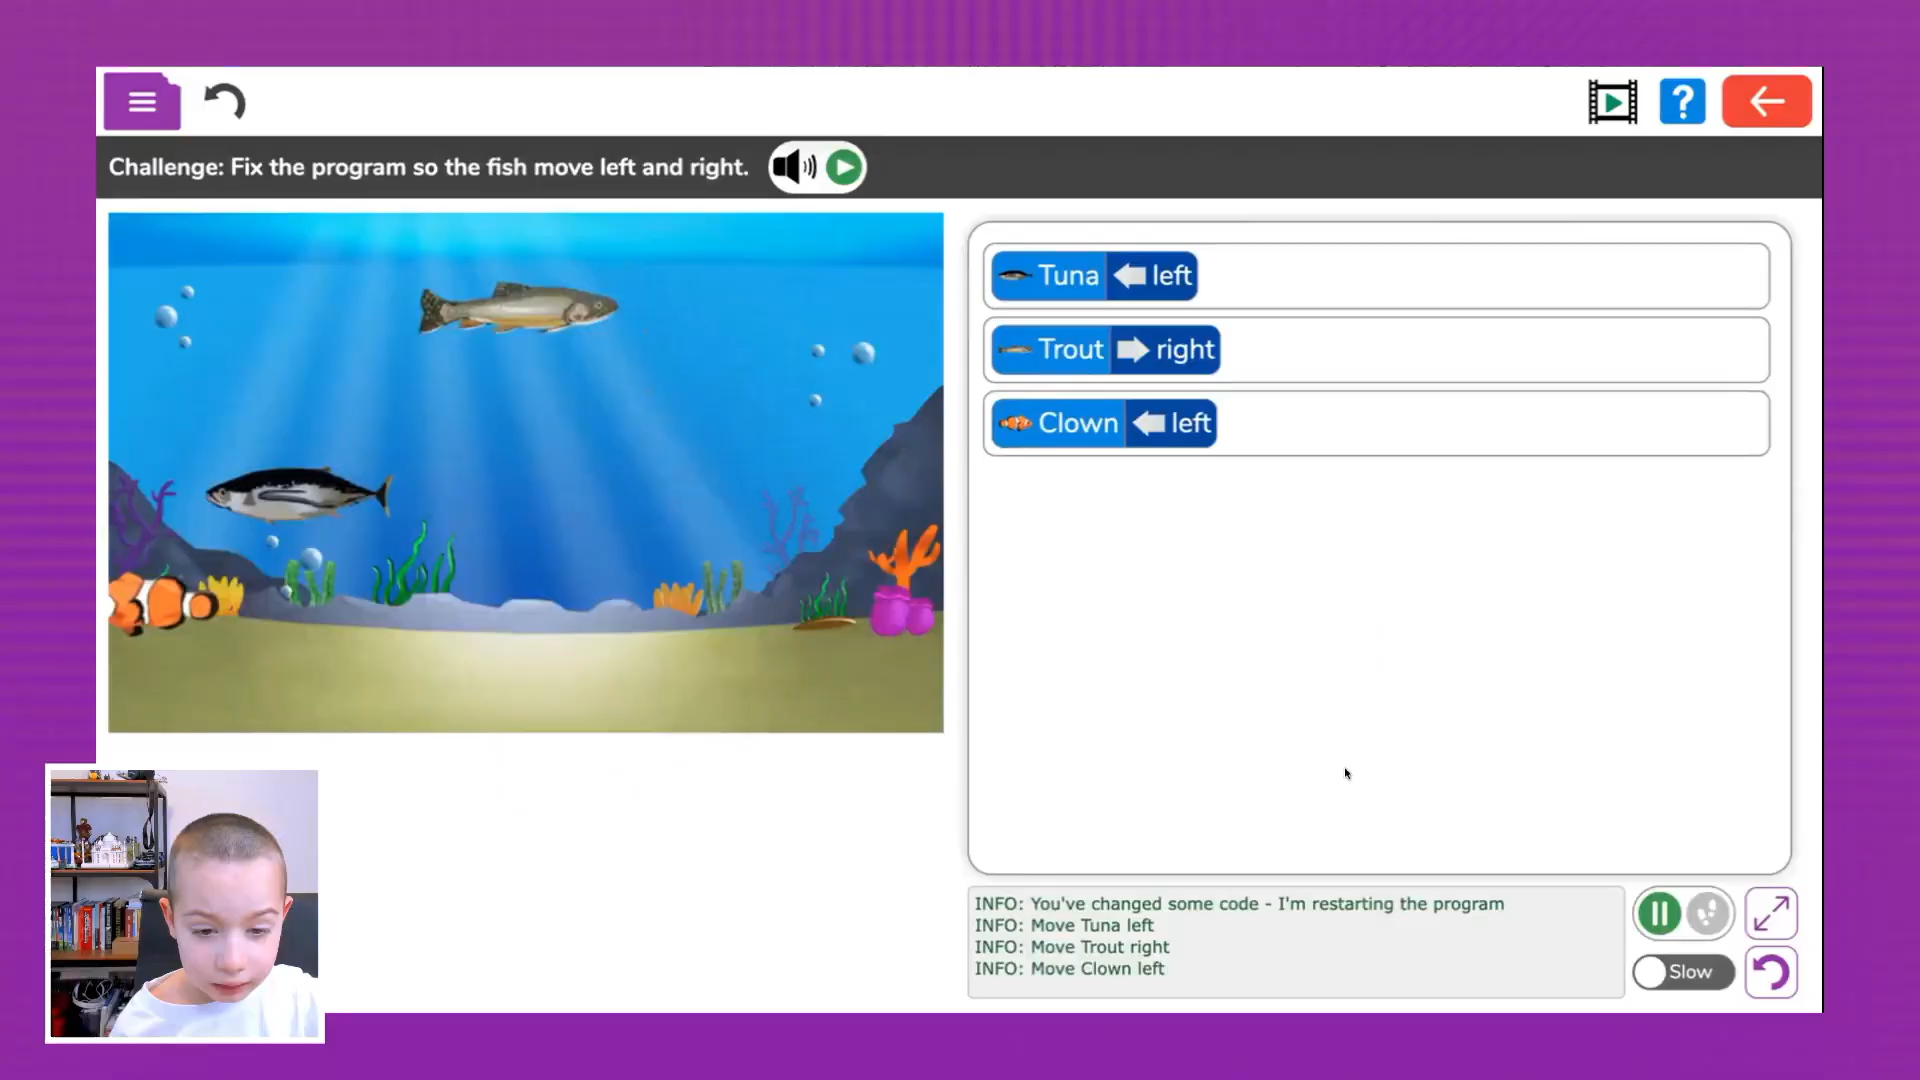 ?
Challenge: Fix the program so the fish move left and right.
Tuna left
Trout right
Clown left
INFO: You've changed some code - I'm restarting the program
INFO: Move Tuna left
INFO: Move Trout right
INFO: Move Clown left
Slow